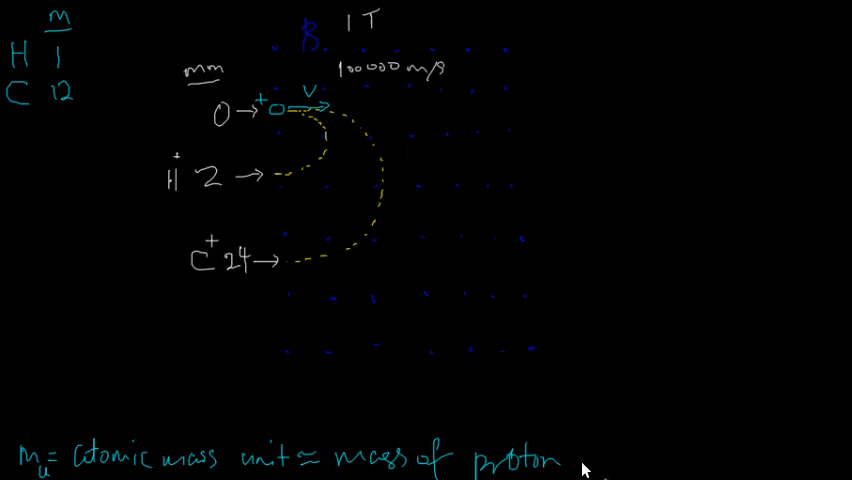 m
H 1
C 12
B 1T
100000 m/s
mm
0 → + V
H+ 2 →
C+ 24 →
mu = atomic mass unit ≈ mass of proton